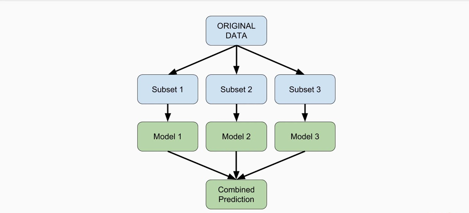 ORIGINAL
DATA
Subset 1
Subset 2
Subset 3
Model 1
Model 2
Model 3
Combined
Prediction